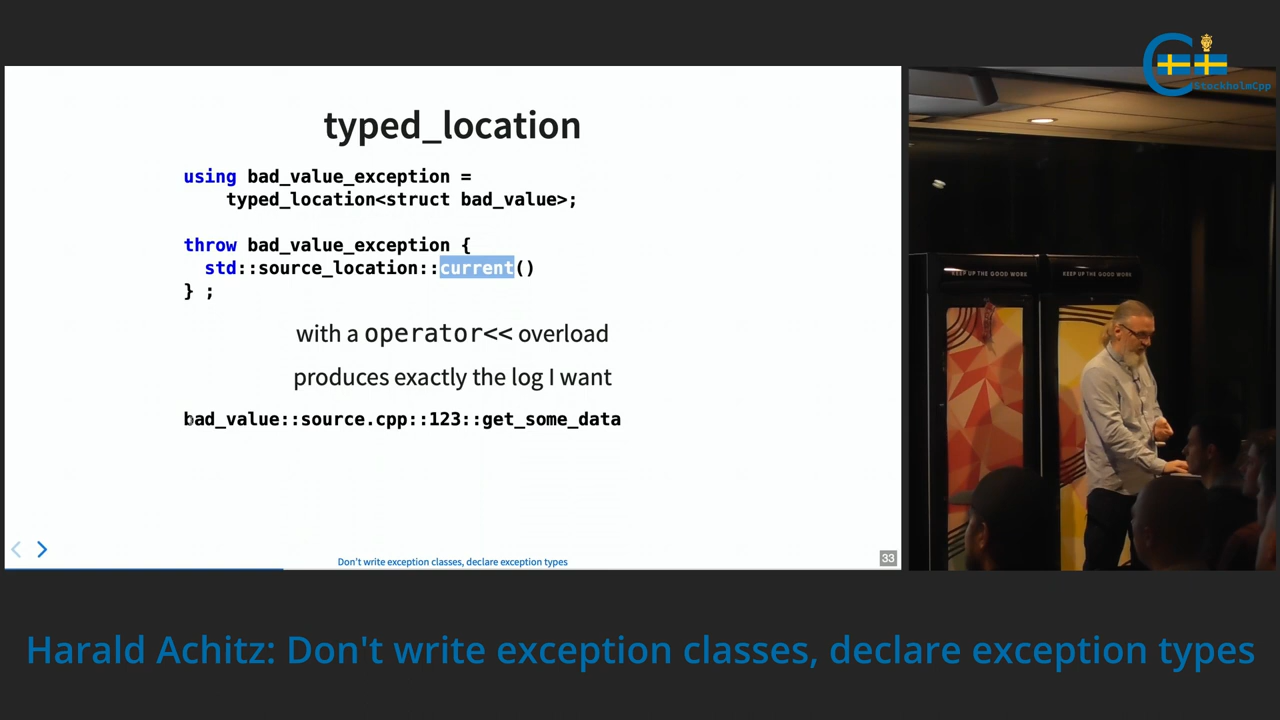 StockholmCpp
typed_location
using bad_value_exception =
typed_location<struct bad_value>;
throw bad_value_exception {
std::source_location::current()
} ;
with a operator<< overload
produces exactly the log I want
bad_value::source.cpp::123::get_some_data
KEEP UP THE GOOD WORK
KEEP UP THE GOOD WORK
Don't write exception classes, declare exception types
33
Harald Achitz: Don't write exception classes, declare exception types